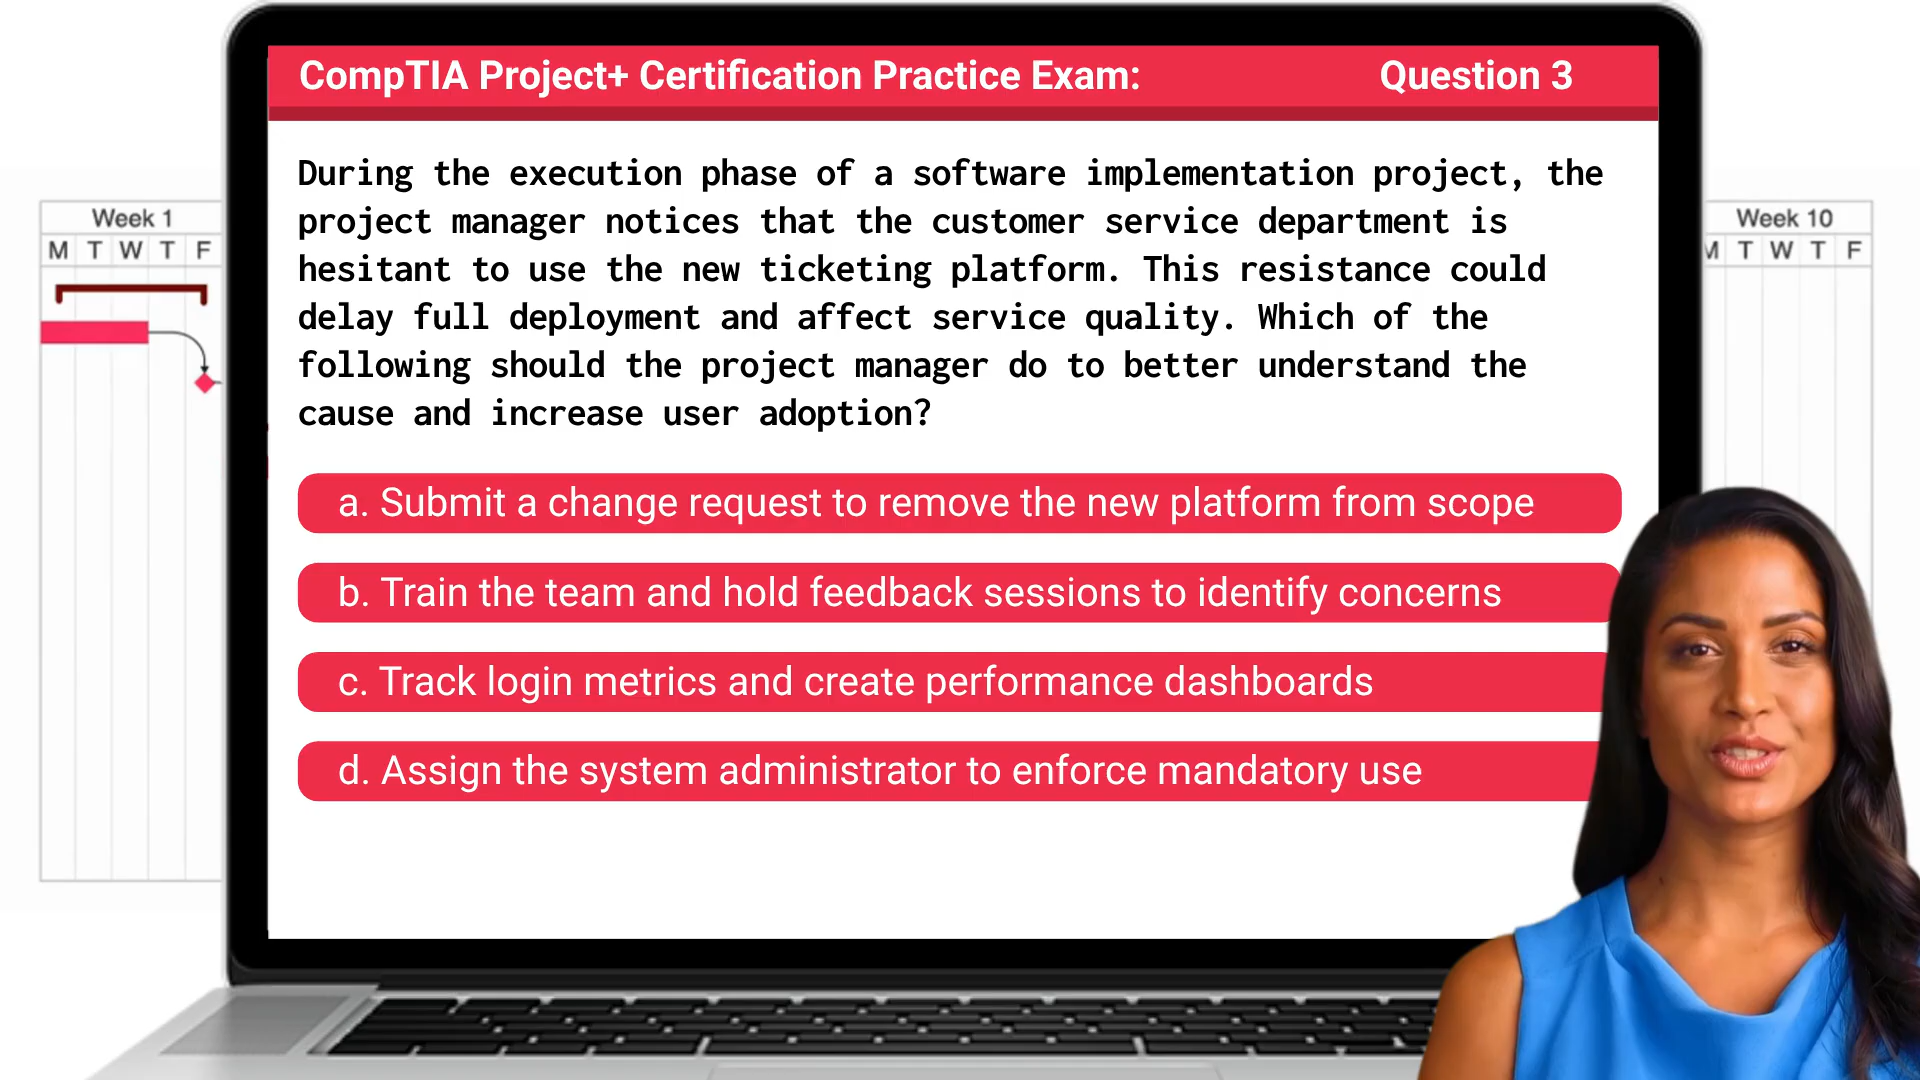 CompTIA Project+ Certification Practice Exam: Question 3
During the execution phase of a software implementation project, the
project manager notices that the customer service department is
hesitant to use the new ticketing platform. This resistance could
delay full deployment and affect service quality. Which of the
following should the project manager do to better understand the
cause and increase user adoption?
a. Submit a change request to remove the new platform from scope
b. Train the team and hold feedback sessions to identify concerns
c. Track login metrics and create performance dashboards
d. Assign the system administrator to enforce mandatory use
Week 1
M T W T F
Week 10
M T W T F